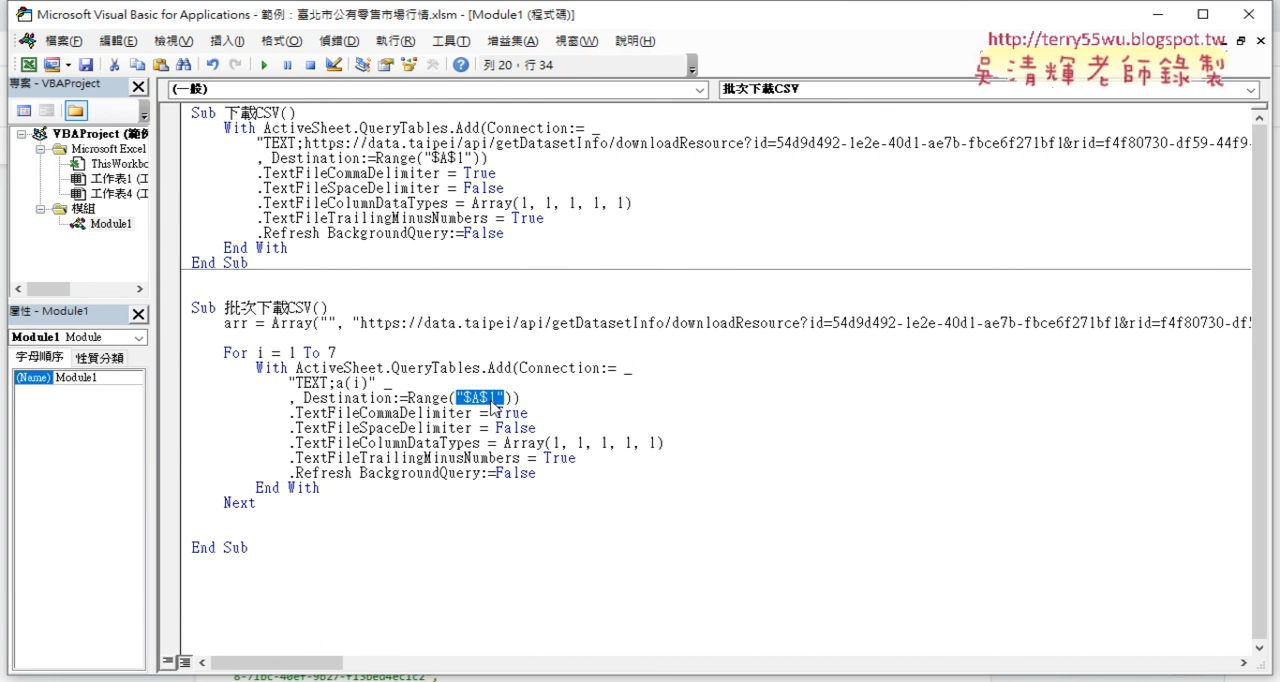 Microsoft Visual Basic for Applications - 範例：臺北市公有零售市場行情.xlsm - [Module1 (程式碼)]
http://terry55wu.blogspot.tw
吳清輝老師錄製
檔案(F) 編輯(E) 檢視(V) 插入(I) 格式(O) 偵錯(D) 執行(R) 工具(T) 增益集(A) 視窗(W) 說明(H)
列 20，行 34
專案 - VBAProject
(一般)
批次下載CSV
VBAProject (範例
Microsoft Excel
ThisWorkbo
工作表1 (工
工作表4 (工
模組
Module1
屬性 - Module1
Module1 Module
字母順序 性質分類
(Name) Module1
Sub 下載CSV()
With ActiveSheet.QueryTables.Add(Connection:= _
"TEXT;https://data.taipei/api/getDatasetInfo/downloadResource?id=54d9d492-1e2e-40d1-ae7b-fbce6f271bf1&rid=f4f80730-df59-44f9-
, Destination:=Range("$A$1"))
.TextFileCommaDelimiter = True
.TextFileSpaceDelimiter = False
.TextFileColumnDataTypes = Array(1, 1, 1, 1, 1)
.TextFileTrailingMinusNumbers = True
.Refresh BackgroundQuery:=False
End With
End Sub
Sub 批次下載CSV()
arr = Array("", "https://data.taipei/api/getDatasetInfo/downloadResource?id=54d9d492-1e2e-40d1-ae7b-fbce6f271bf1&rid=f4f80730-df5
For i = 1 To 7
With ActiveSheet.QueryTables.Add(Connection:= _
"TEXT;a(i)" _
, Destination:=Range("$A$1"))
.TextFileCommaDelimiter = True
.TextFileSpaceDelimiter = False
.TextFileColumnDataTypes = Array(1, 1, 1, 1, 1)
.TextFileTrailingMinusNumbers = True
.Refresh BackgroundQuery:=False
End With
Next
End Sub